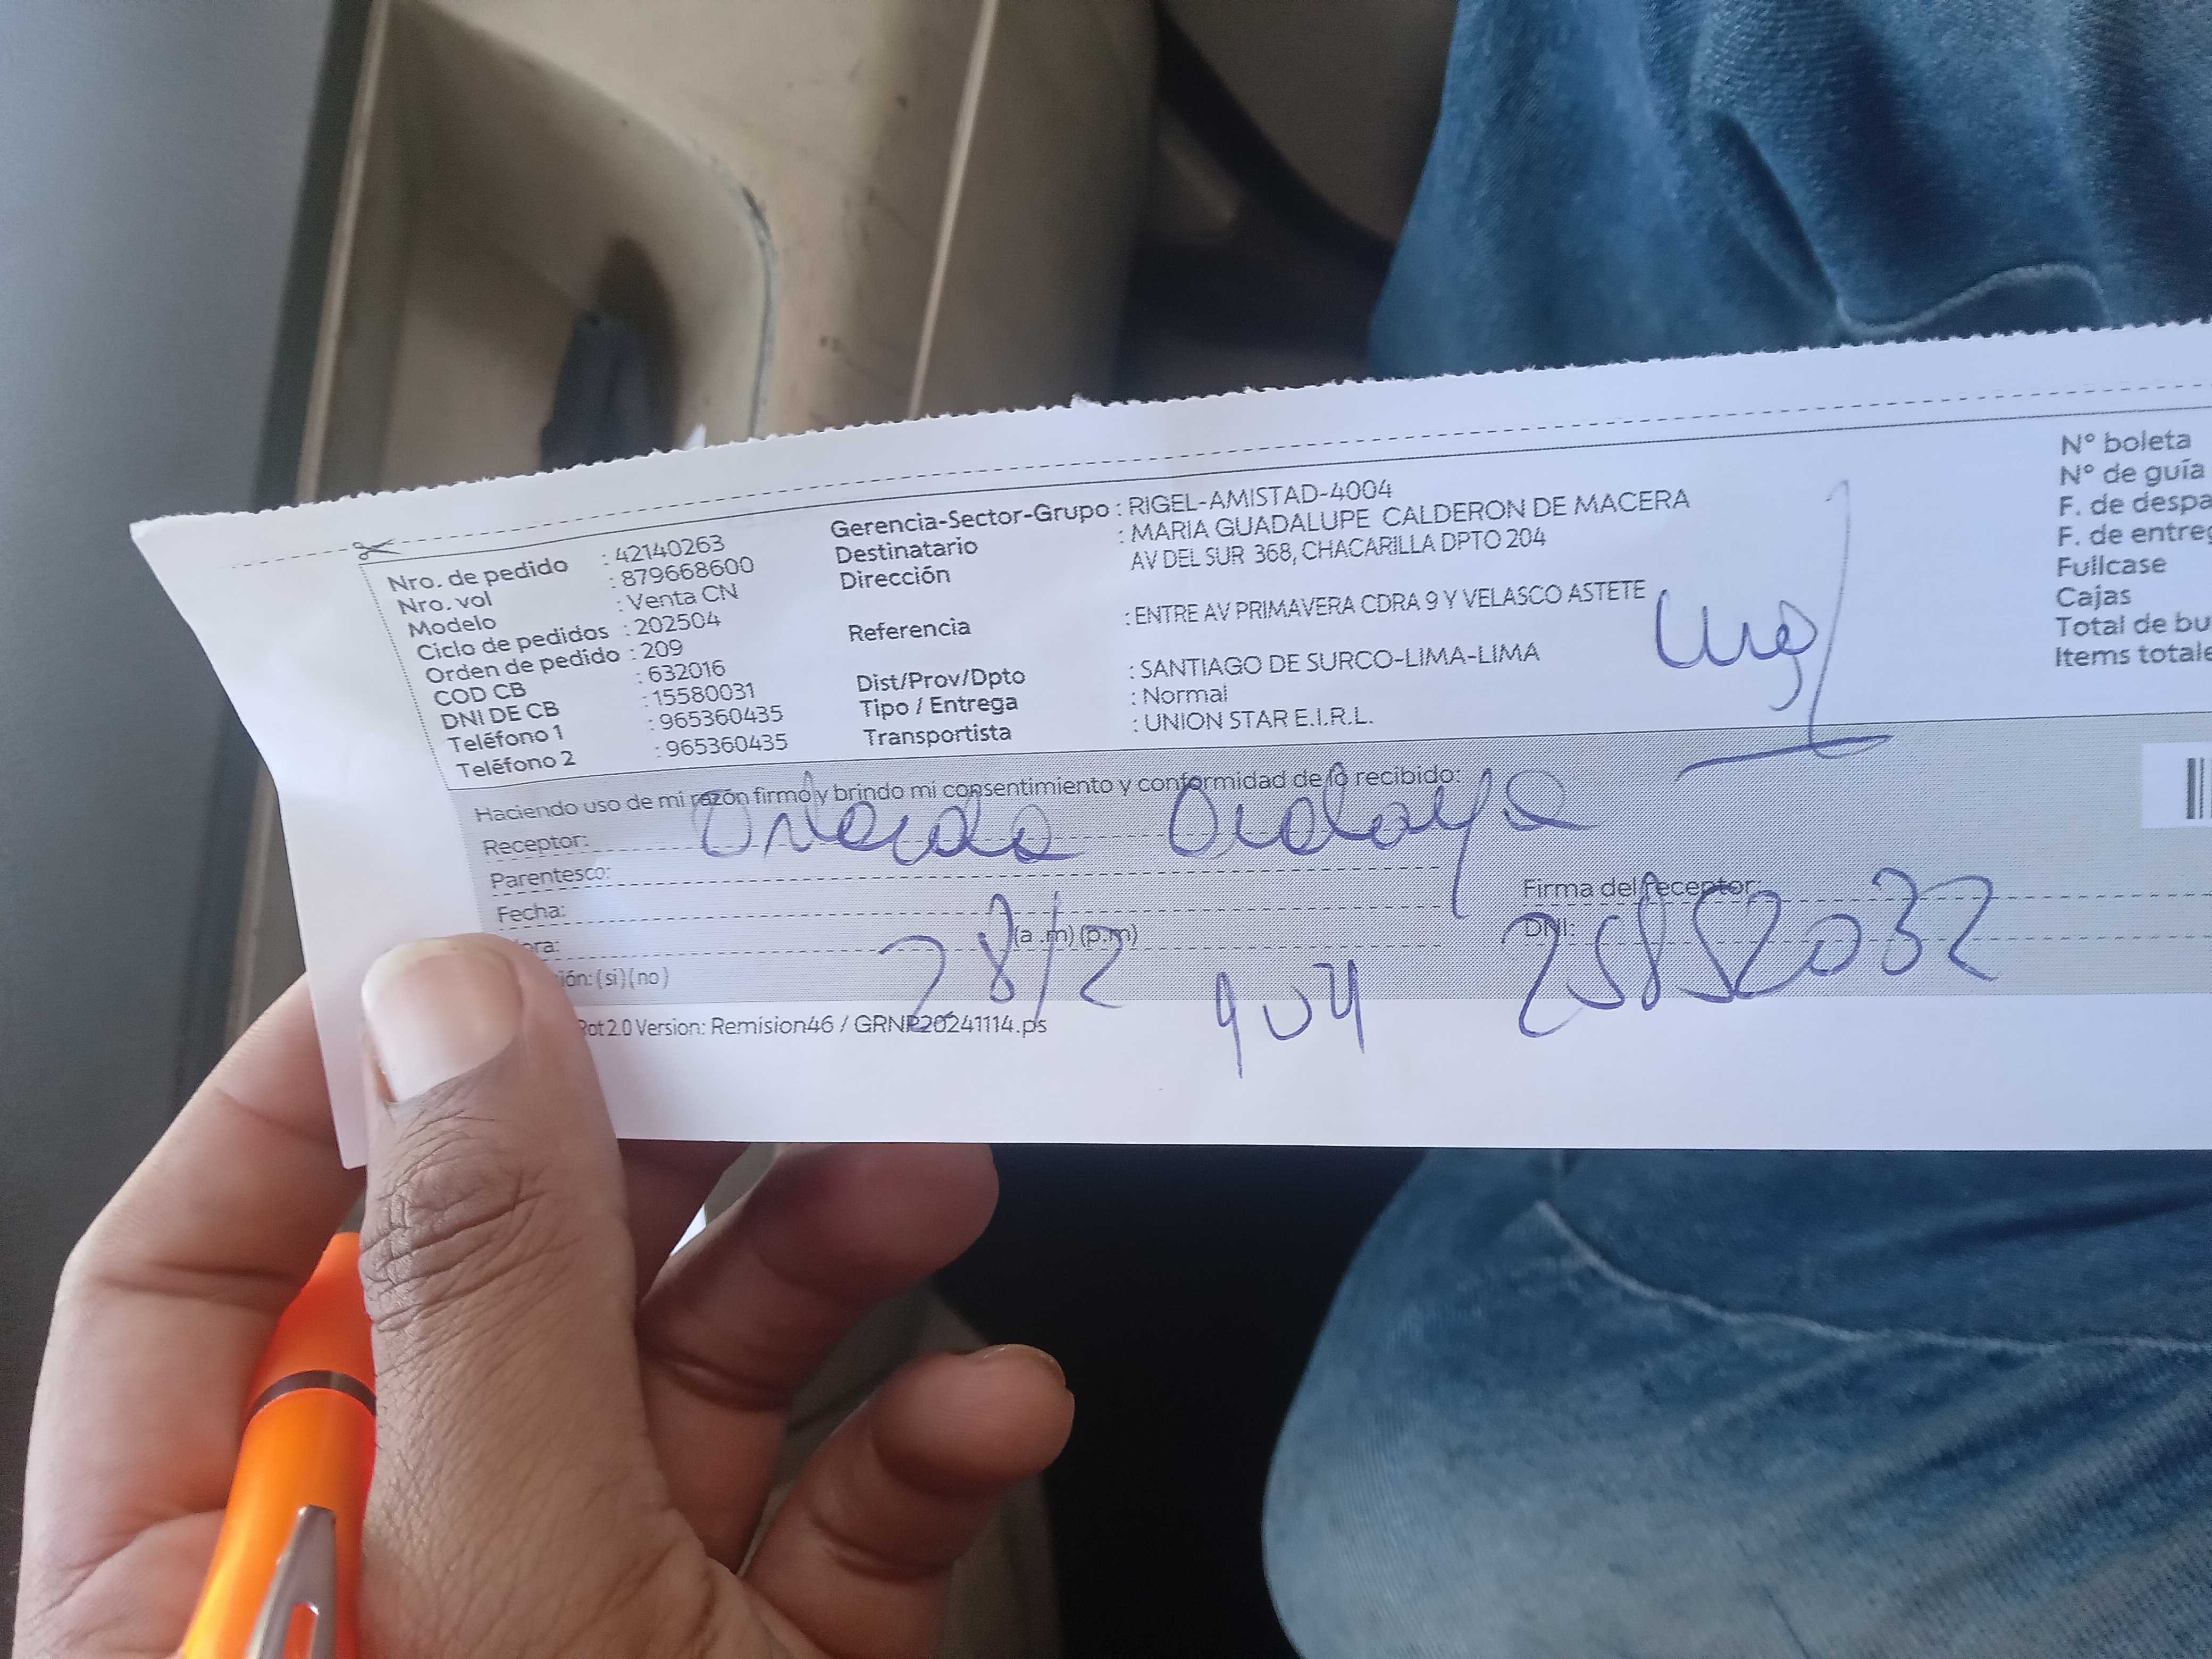 Nro. de pedido : 42140263
Nro. vol : 879668600
Modelo : Venta CN
Ciclo de pedidos : 202504
Orden de pedido : 209
COD CB : 632016
DNI DE CB : 15580031
Teléfono 1 : 965360435
Teléfono 2 : 965360435
Gerencia-Sector-Grupo : RIGEL-AMISTAD-4004
Destinatario : MARIA GUADALUPE CALDERON DE MACERA
Dirección AV DEL SUR 368, CHACARILLA DPTO 204
Referencia : ENTRE AV PRIMAVERA CDRA 9 Y VELASCO ASTETE
Dist/Prov/Dpto : SANTIAGO DE SURCO-LIMA-LIMA
Tipo / Entrega : Normal
Transportista : UNION STAR E.I.R.L.
N° boleta
N° de guía
F. de despa
F. de entreg
Fullcase
Cajas
Total de bu
Items totale
Haciendo uso de mi razón firmo y brindo mi consentimiento y conformidad de lo recibido:
Receptor:
Parentesco:
Fecha: 28/2
ora: (a .m) (p.m)
Firma del receptor:
DNI: 25852032
ión: (si) (no)
2.0 Version: Remision46 / GRNP20241114.ps